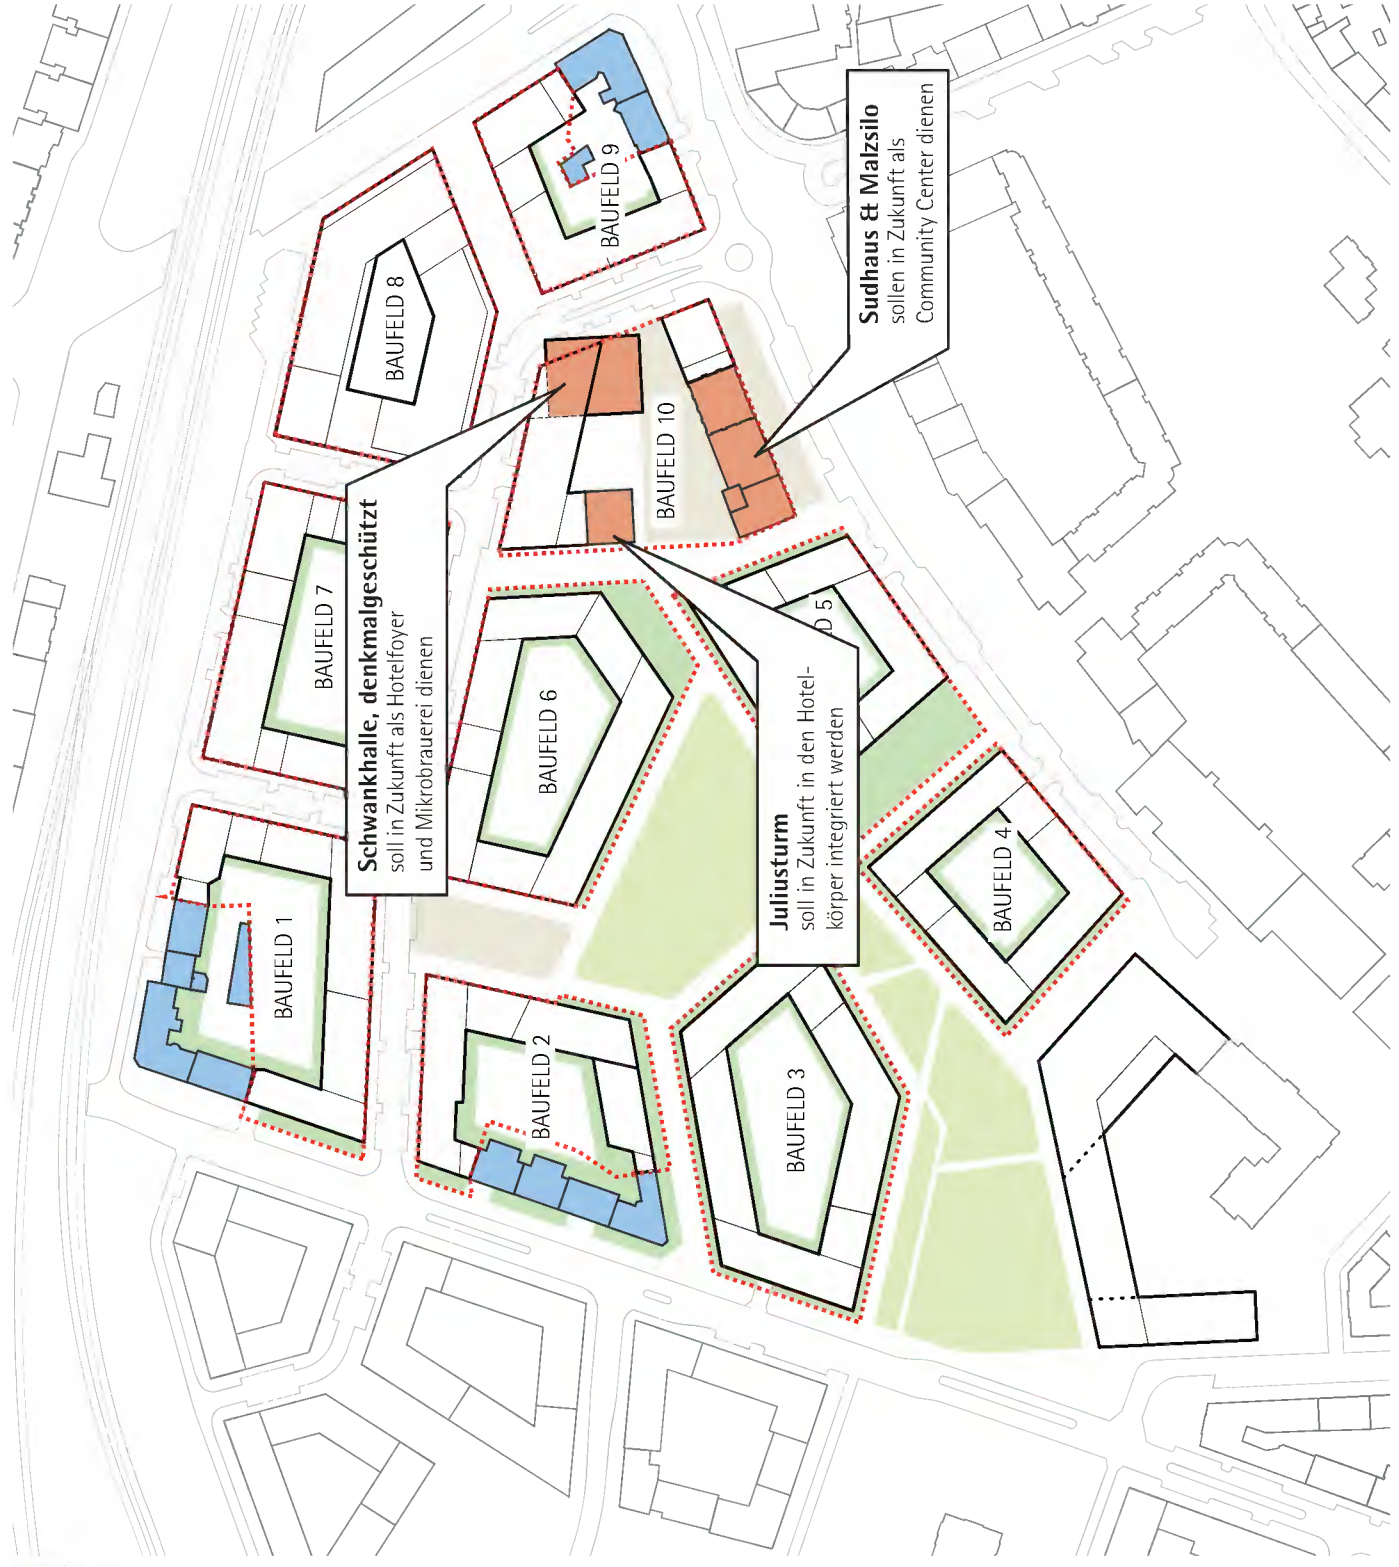 BAUFELD 1
BAUFELD 2
BAUFELD 3
BAUFELD 4
D 5
BAUFELD 6
BAUFELD 7
BAUFELD 8
BAUFELD 9
BAUFELD 10
Schwankhalle, denkmalgeschützt
soll in Zukunft als Hotelfoyer
und Mikrobrauerei dienen
Juliusturm
soll in Zukunft in den Hotel-
körper integriert werden
Sudhaus & Malzsilo
sollen in Zukunft als
Community Center dienen